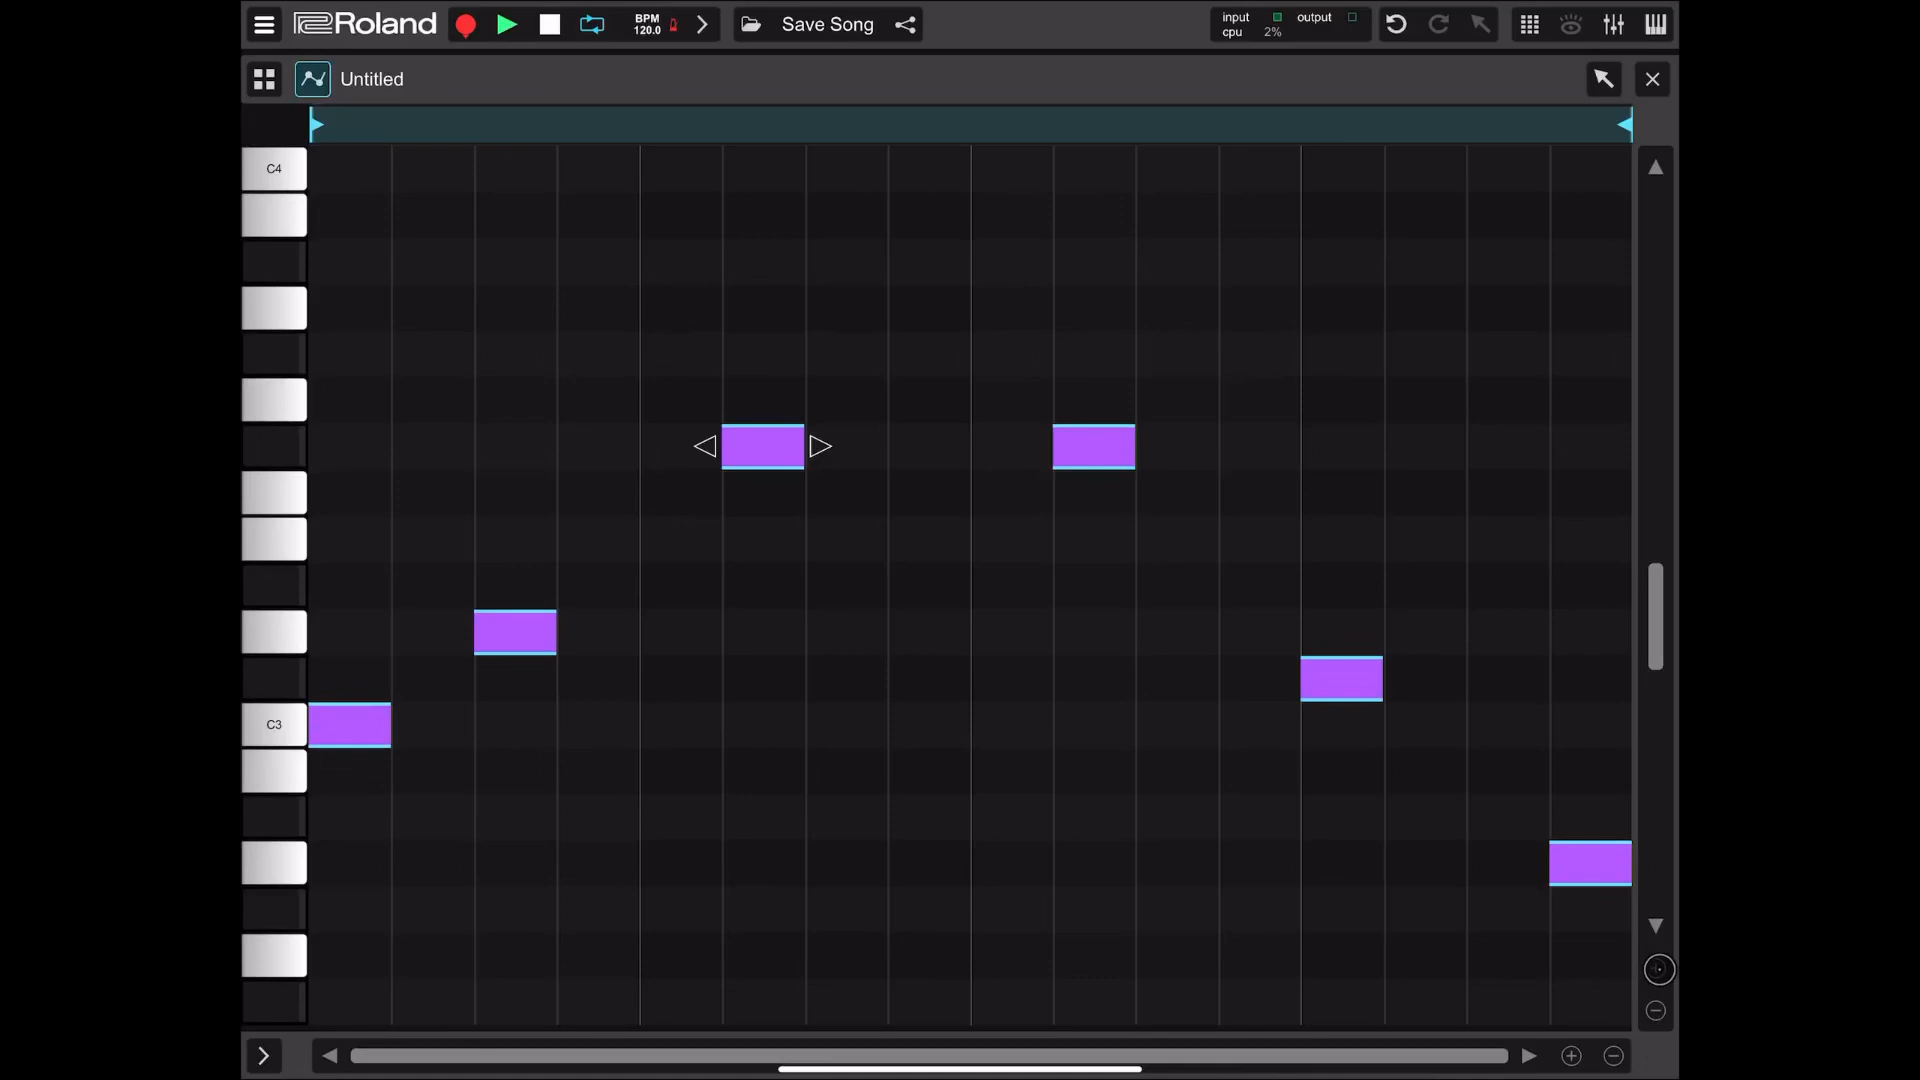 Roland
BPM
120.0
Save Song
input
output
cpu
2%
Untitled
C4
C3